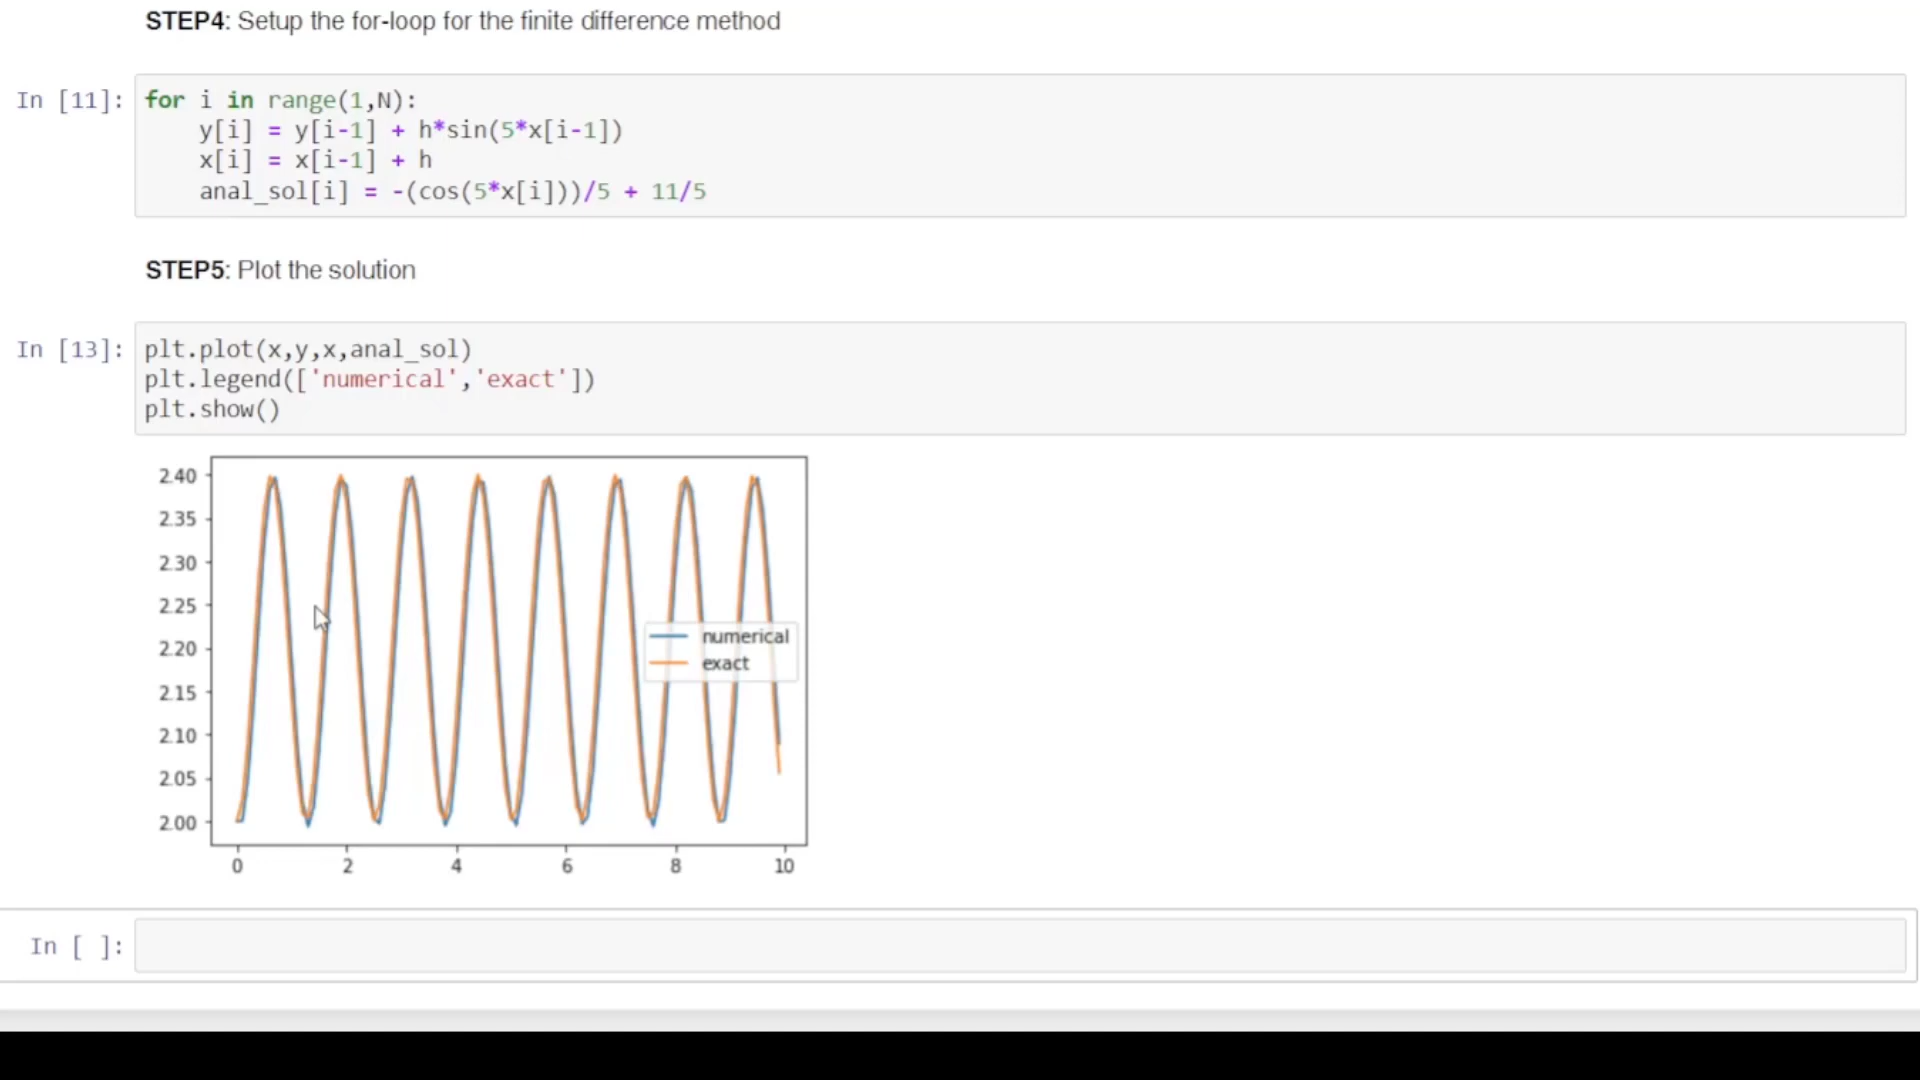 STEP4: Setup the for-loop for the finite difference method
In [11]:
for i in range(1,N):
    y[i] = y[i-1] + h*sin(5*x[i-1])
    x[i] = x[i-1] + h
    anal_sol[i] = -(cos(5*x[i]))/5 + 11/5
STEP5: Plot the solution
In [13]:
plt.plot(x,y,x,anal_sol)
plt.legend(['numerical','exact'])
plt.show()
2.40
2.35
2.30
2.25
2.20
2.15
2.10
2.05
2.00
numerical
exact
0 2 4 6 8 10
In [ ]: